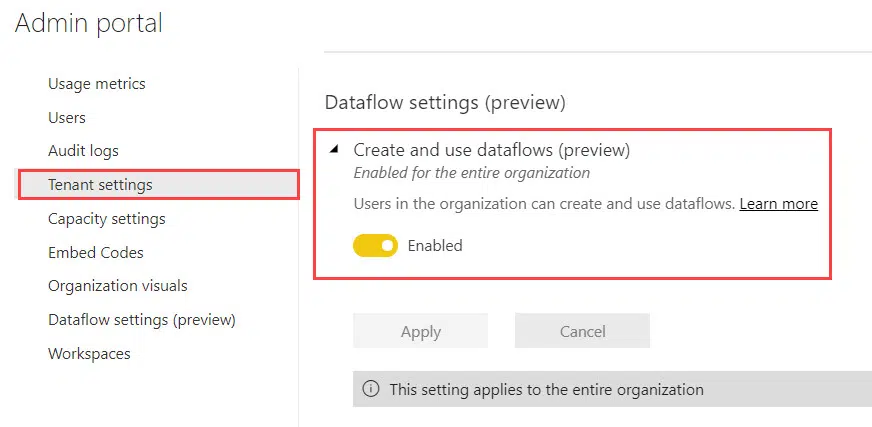 Admin portal
Usage metrics
Users
Audit logs
Tenant settings
Capacity settings
Embed Codes
Organization visuals
Dataflow settings (preview)
Workspaces
Dataflow settings (preview)
Create and use dataflows (preview)
Enabled for the entire organization
Users in the organization can create and use dataflows. Learn more
Enabled
Apply Cancel
This setting applies to the entire organization